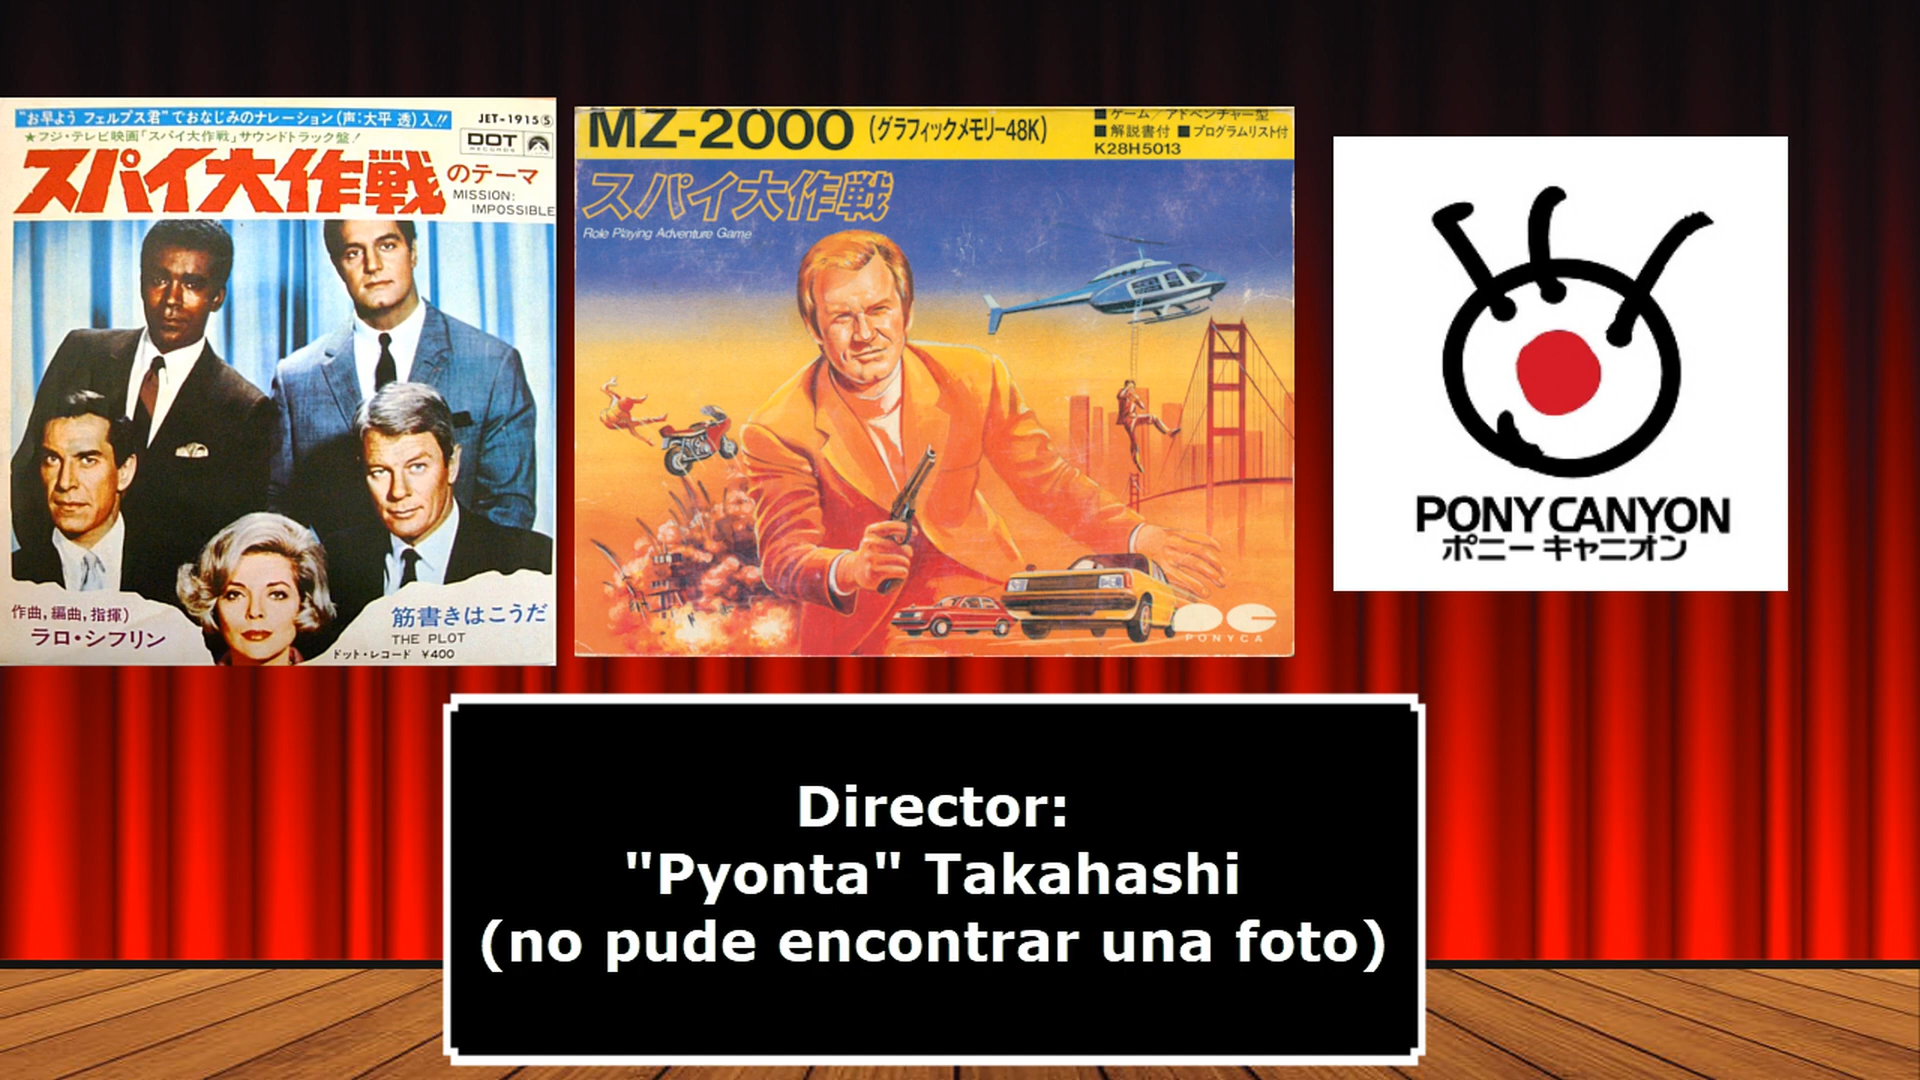 "お早よう フェルプス君"でおなじみのナレーション(声:大平 透)入!!
JET-1915Ⓢ
★フジ・テレビ映画「スパイ大作戦」サウンドトラック盤!
DOT
RECORDS
スパイ大作戦
のテーマ
MISSION:
IMPOSSIBLE
作曲,編曲,指揮)
ラロ・シフリン
筋書きはこうだ
THE PLOT
ドット・レコード ¥400
MZ-2000
(グラフィックメモリー48K)
■ゲーム/アドベンチャー型
■解説書付 ■プログラムリスト付
K28H5013
スパイ大作戦
Role Playing Adventure Game
PC
PONYCA
PONY CANYON
ポニーキャニオン
Director:
"Pyonta" Takahashi
(no pude encontrar una foto)